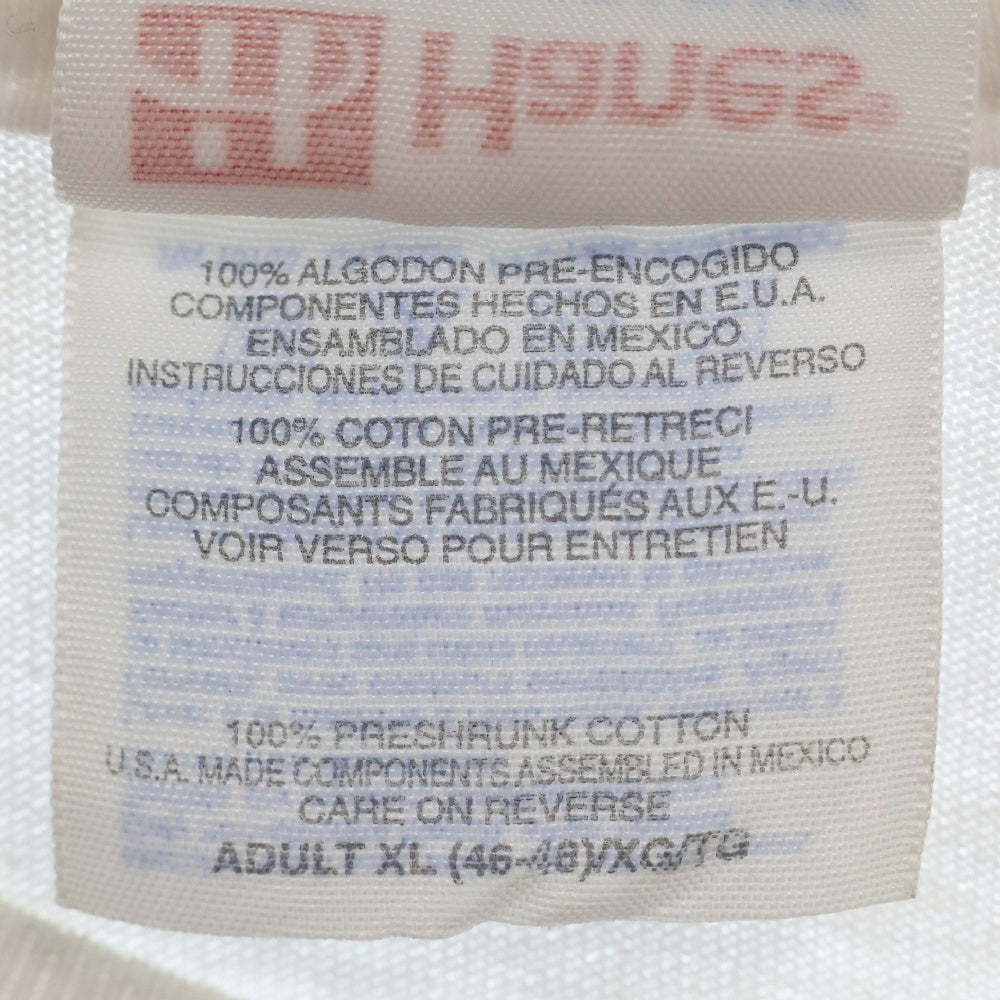 Hanes®
100% ALGODON PRE-ENCOGIDO
COMPONENTES HECHOS EN E.U.A.
ENSAMBLADO EN MEXICO
INSTRUCCIONES DE CUIDADO AL REVERSO
100% COTON PRE-RETRECI
ASSEMBLE AU MEXIQUE
COMPOSANTS FABRIQUÉS AUX E.-U.
VOIR VERSO POUR ENTRETIEN
100% PRESHRUNK COTTON
U.S.A. MADE COMPONENTS ASSEMBLED IN MEXICO
CARE ON REVERSE
ADULT XL (46-48)/XG/TG